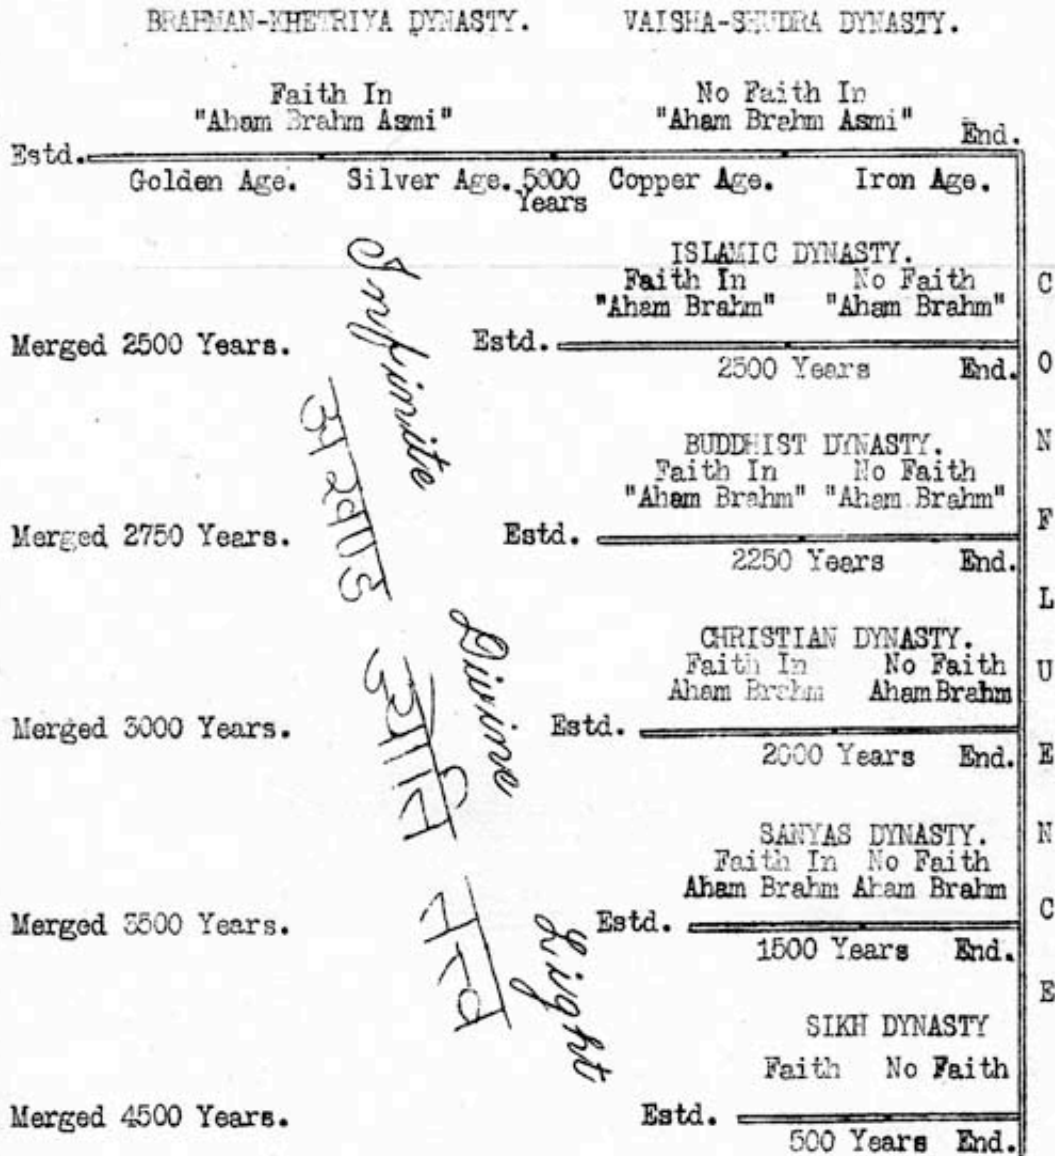 BRAHMAN-KHETRIYA DYNASTY. VAISHA-SHUDRA DYNASTY.
Faith In No Faith In
"Aham Brahm Asmi" "Aham Brahm Asmi" End.
Estd.
Golden Age. Silver Age. 5000 Copper Age. Iron Age.
Years
ISLAMIC DYNASTY.
Faith In No Faith
"Aham Brahm" "Aham Brahm"
Merged 2500 Years. Estd.
2500 Years End.
BUDDHIST DYNASTY.
Faith In No Faith
"Aham Brahm" "Aham Brahm"
Merged 2750 Years. Estd.
2250 Years End.
CHRISTIAN DYNASTY.
Faith In No Faith
Aham Brahm Aham Brahm
Merged 3000 Years. Estd.
2000 Years End.
SANYAS DYNASTY.
Faith In No Faith
Aham Brahm Aham Brahm
Merged 3500 Years. Estd.
1500 Years End.
SIKH DYNASTY
Faith No Faith
Merged 4500 Years. Estd.
500 Years End.
Infinite Divine Light
अखण्ड
CONFLUENCE